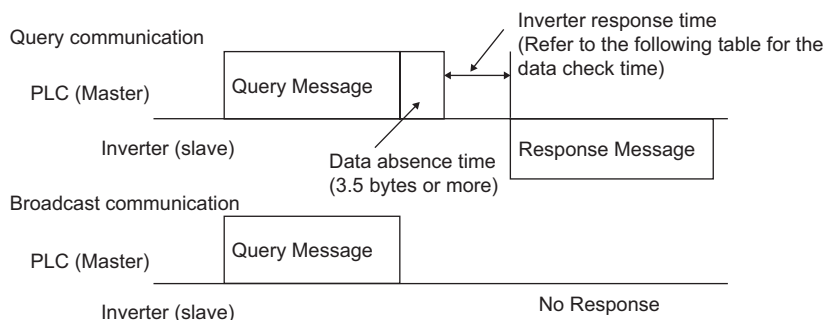 Inverter response time
(Refer to the following table for the
data check time)
Query communication
Query Message
PLC (Master)
Inverter (slave)
Data absence time
(3.5 bytes or more)
Response Message
Broadcast communication
Query Message
PLC (Master)
No Response
Inverter (slave)